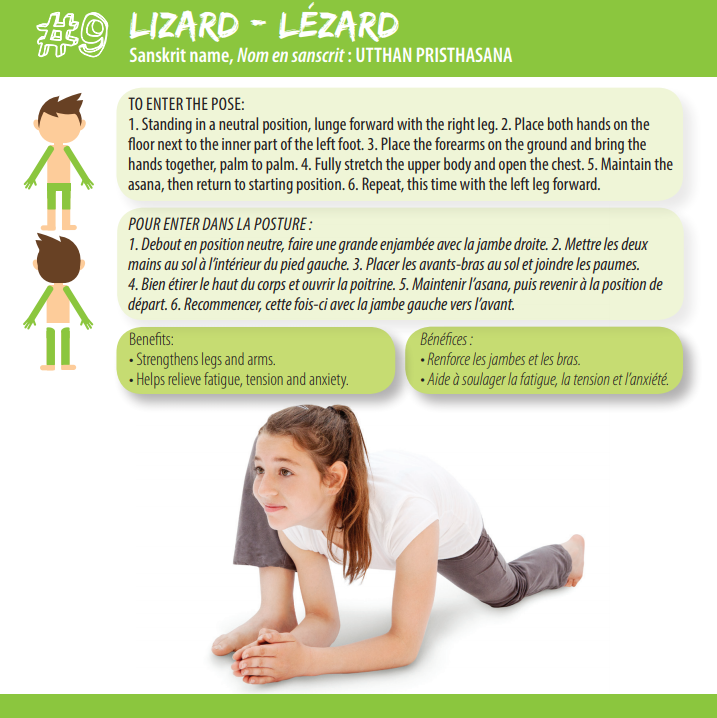 #9 LIZARD - LÉZARD
Sanskrit name, Nom en sanscrit : UTTHAN PRISTHASANA
TO ENTER THE POSE:
1. Standing in a neutral position, lunge forward with the right leg. 2. Place both hands on the
floor next to the inner part of the left foot. 3. Place the forearms on the ground and bring the
hands together, palm to palm. 4. Fully stretch the upper body and open the chest. 5. Maintain the
asana, then return to starting position. 6. Repeat, this time with the left leg forward.
POUR ENTER DANS LA POSTURE :
1. Debout en position neutre, faire une grande enjambée avec la jambe droite. 2. Mettre les deux
mains au sol à l'intérieur du pied gauche. 3. Placer les avants-bras au sol et joindre les paumes.
4. Bien étirer le haut du corps et ouvrir la poitrine. 5. Maintenir l'asana, puis revenir à la position de
départ. 6. Recommencer, cette fois-ci avec la jambe gauche vers l'avant.
Benefits:
• Strengthens legs and arms.
• Helps relieve fatigue, tension and anxiety.
Bénéfices :
• Renforce les jambes et les bras.
• Aide à soulager la fatigue, la tension et l'anxiété.